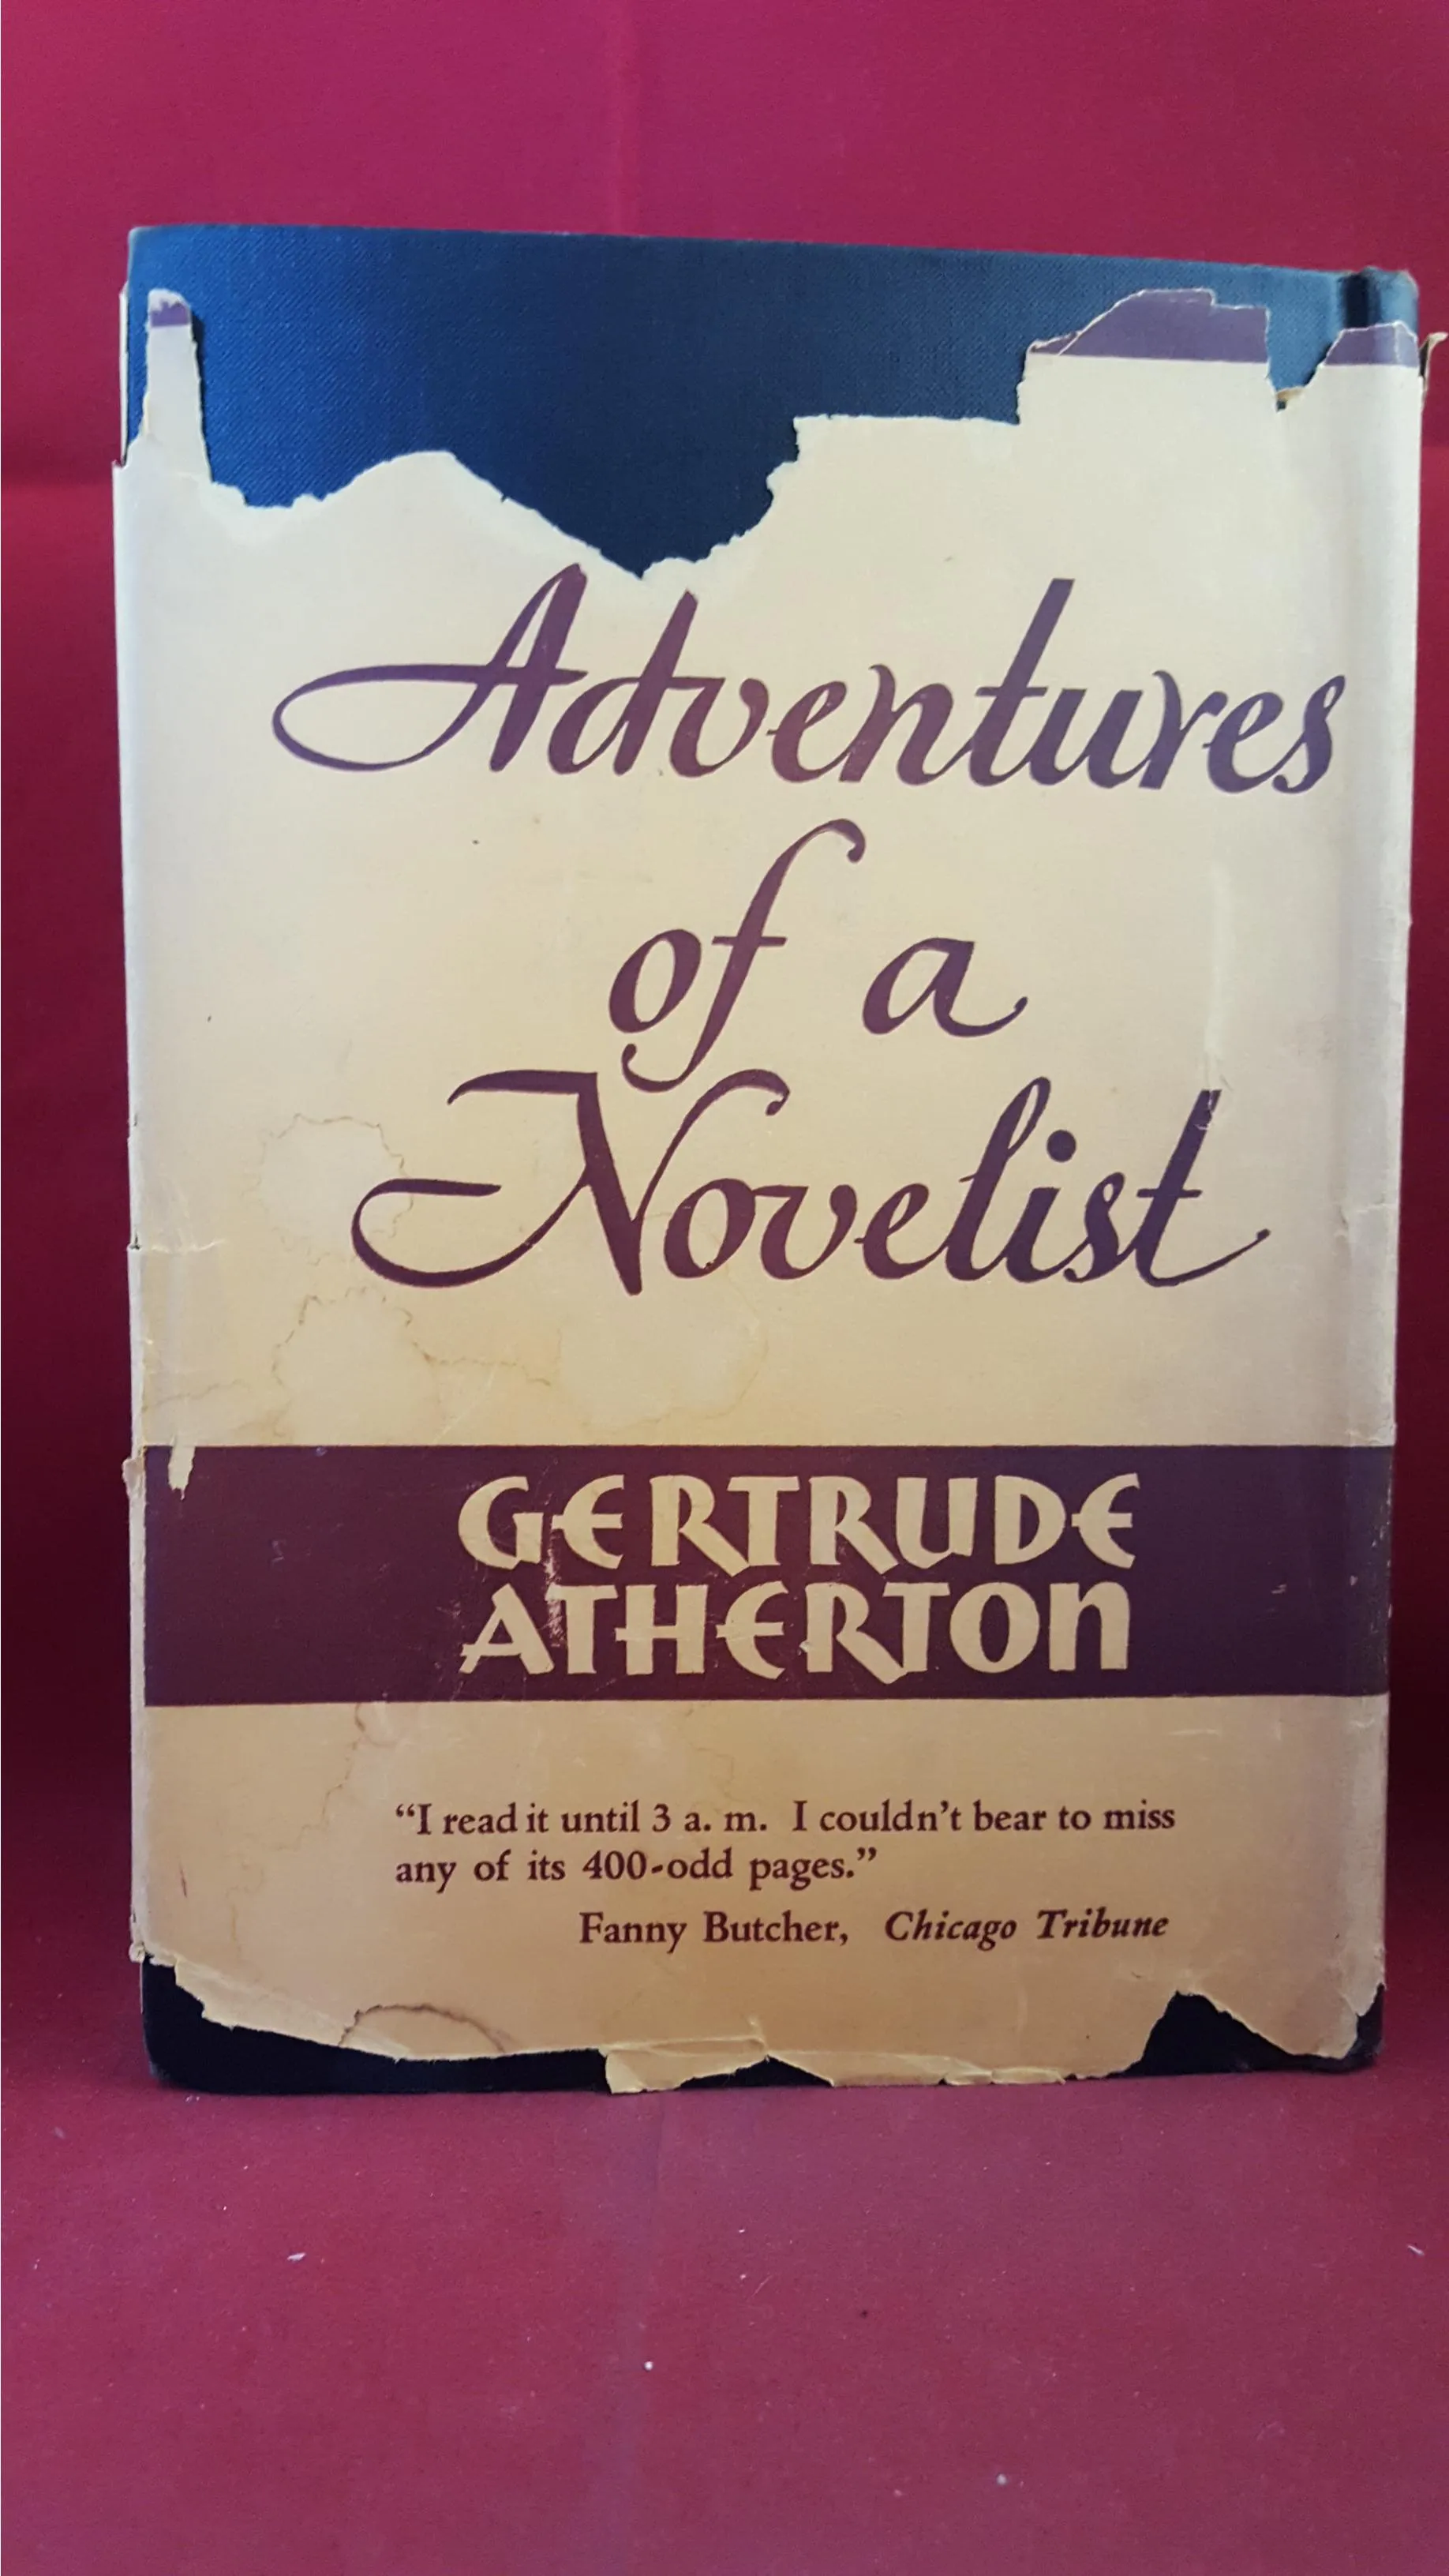 Adventures
of a
Novelist
GERTRUDE
ATHERTON
“I read it until 3 a. m. I couldn’t bear to miss
any of its 400-odd pages.”
Fanny Butcher, Chicago Tribune